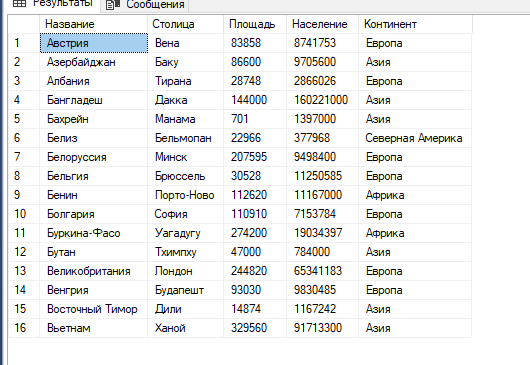 Результаты Сообщения
Название Столица Площадь Население Континент
1 Австрия Вена 83858 8741753 Европа
2 Азербайджан Баку 86600 9705600 Азия
3 Албания Тирана 28748 2866026 Европа
4 Бангладеш Дакка 144000 160221000 Азия
5 Бахрейн Манама 701 1397000 Азия
6 Белиз Бельмопан 22966 377968 Северная Америка
7 Белоруссия Минск 207595 9498400 Европа
8 Бельгия Брюссель 30528 11250585 Европа
9 Бенин Порто-Ново 112620 11167000 Африка
10 Болгария София 110910 7153784 Европа
11 Буркина-Фасо Уагадугу 274200 19034397 Африка
12 Бутан Тхимпху 47000 784000 Азия
13 Великобритания Лондон 244820 65341183 Европа
14 Венгрия Будапешт 93030 9830485 Европа
15 Восточный Тимор Дили 14874 1167242 Азия
16 Вьетнам Ханой 329560 91713300 Азия